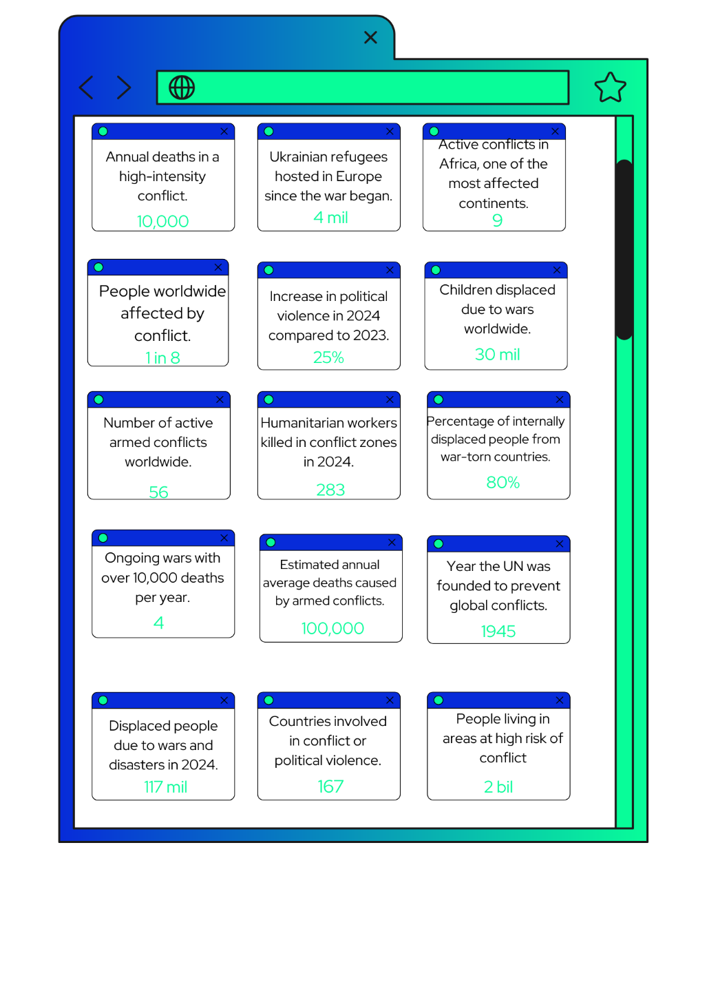 Annual deaths in a
high-intensity
conflict.
10,000
Ukrainian refugees
hosted in Europe
since the war began.
4 mil
Active conflicts in
Africa, one of the
most affected
continents.
9
People worldwide
affected by
conflict.
1 in 8
Increase in political
violence in 2024
compared to 2023.
25%
Children displaced
due to wars
worldwide.
30 mil
Number of active
armed conflicts
worldwide.
56
Humanitarian workers
killed in conflict zones
in 2024.
283
Percentage of internally
displaced people from
war-torn countries.
80%
Ongoing wars with
over 10,000 deaths
per year.
4
Estimated annual
average deaths caused
by armed conflicts.
100,000
Year the UN was
founded to prevent
global conflicts.
1945
Displaced people
due to wars and
disasters in 2024.
117 mil
Countries involved
in conflict or
political violence.
167
People living in
areas at high risk of
conflict
2 bil